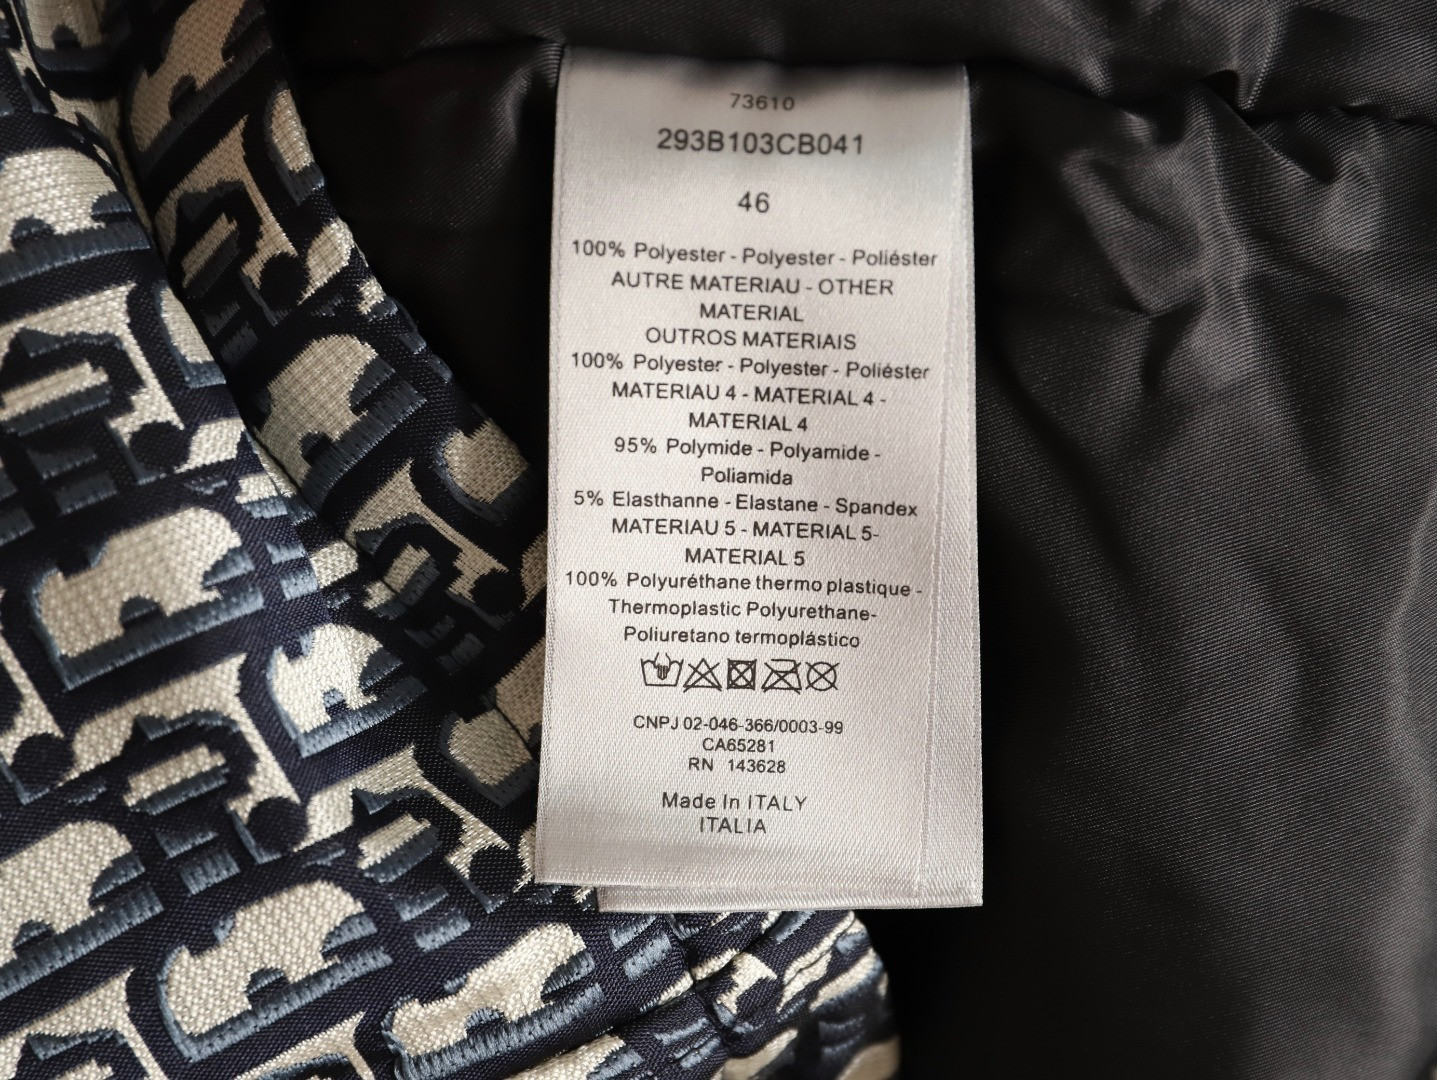 73610
293B103CB041
46
100% Polyester - Polyester - Poliéster
AUTRE MATERIAU - OTHER
MATERIAL
OUTROS MATERIAIS
100% Polyester - Polyester - Poliéster
MATERIAU 4 - MATERIAL 4 -
MATERIAL 4
95% Polymide - Polyamide -
Poliamida
5% Elasthanne - Elastane - Spandex
MATERIAU 5 - MATERIAL 5-
MATERIAL 5
100% Polyuréthane thermo plastique -
Thermoplastic Polyurethane-
Poliuretano termoplástico
CNPJ 02-046-366/0003-99
CA65281
RN 143628
Made In ITALY
ITALIA